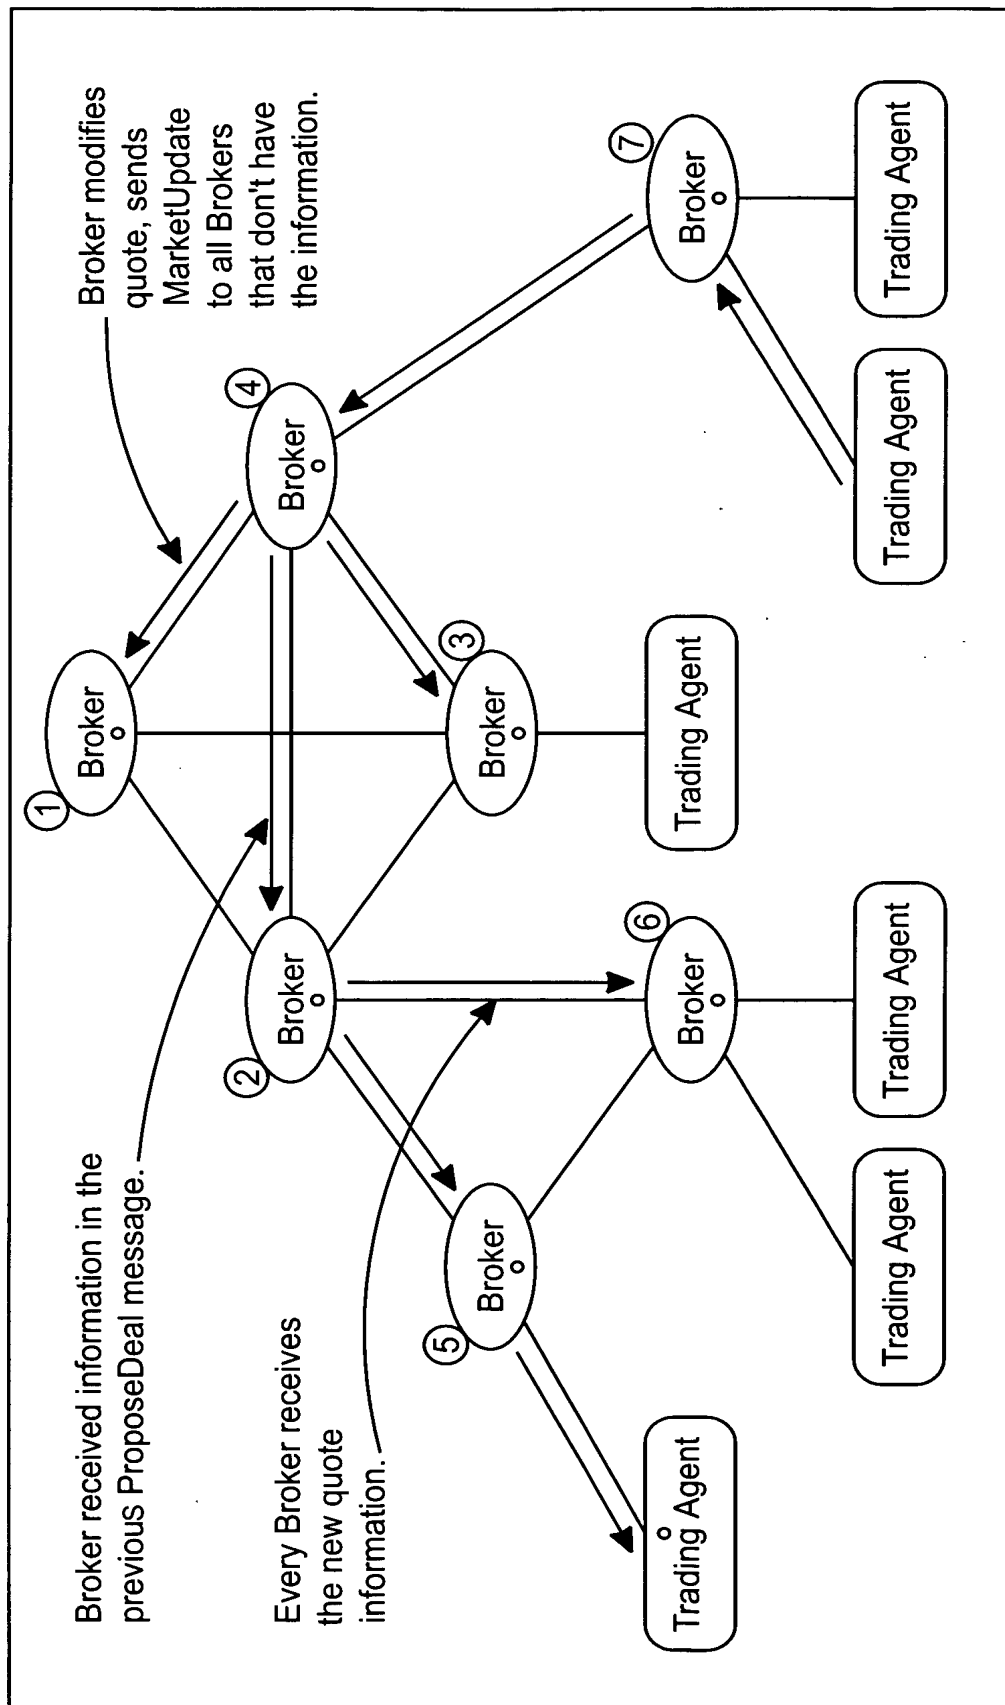 Broker received information in the
previous ProposeDeal message.
Broker modifies
quote, sends
MarketUpdate
to all Brokers
that don't have
the information.
Every Broker receives
the new quote
information.
1
Broker
2
Broker
4
Broker
5
Broker
3
Broker
6
Broker
7
Broker
Trading Agent
Trading Agent
Trading Agent
Trading Agent
Trading Agent
Trading Agent